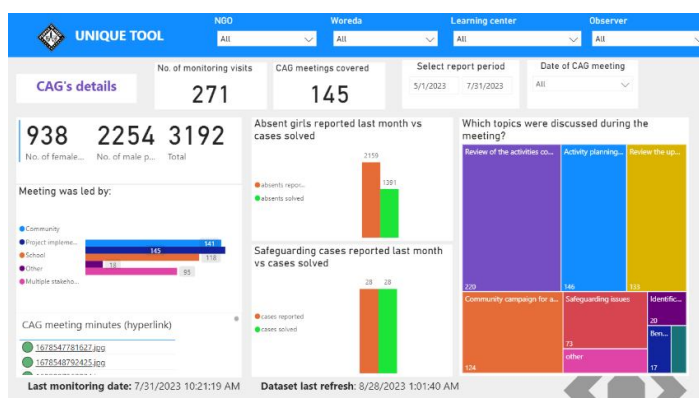 NGO
Woreda
Learning center
Observer
UNIQUE TOOL
All
All
All
All
CAG's details
No. of monitoring visits
271
CAG meetings covered
145
Select report period
5/1/2023 7/31/2023
Date of CAG meeting
All
938 2254 3192
No. of female... No. of male p... Total
Meeting was led by:
Community
Project impleme...
School
Other
Multiple stakeho...
141
145
118
18
95
CAG meeting minutes (hyperlink)
1678547781627.jpg
1678548792425.jpg
Absent girls reported last month vs
cases solved
absents repor...
absents solved
2159
1391
Safeguarding cases reported last month
vs cases solved
cases reported
cases solved
28 28
Which topics were discussed during the
meeting?
Review of the activities co...
220
Activity planning...
146
Review the up...
133
Community campaign for a...
124
Safeguarding issues
73
other
Identific...
20
Ben...
17
Last monitoring date: 7/31/2023 10:21:19 AM
Dataset last refresh: 8/28/2023 1:01:40 AM